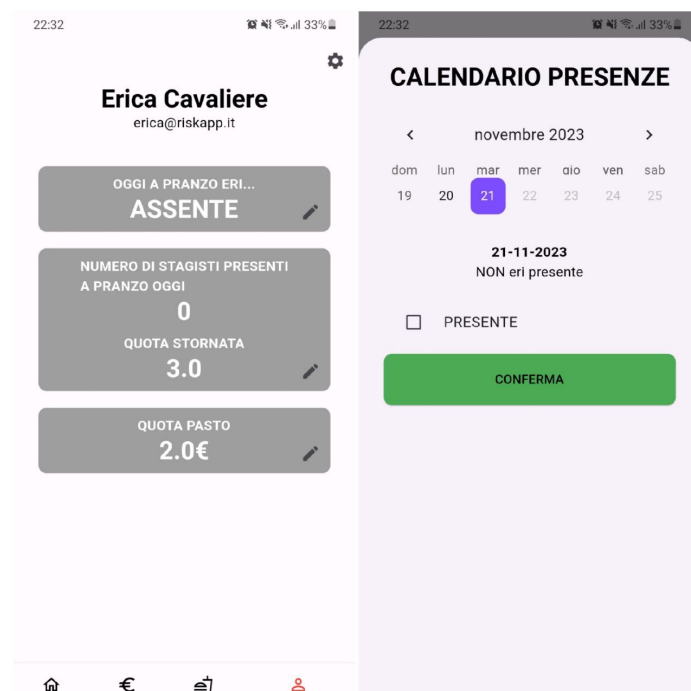 22:32
33%
Erica Cavaliere
erica@riskapp.it
OGGI A PRANZO ERI...
ASSENTE
NUMERO DI STAGISTI PRESENTI
A PRANZO OGGI
0
QUOTA STORNATA
3.0
QUOTA PASTO
2.0€
€
22:32
33%
CALENDARIO PRESENZE
< novembre 2023 >
dom lun mar mer gio ven sab
19 20 21 22 23 24 25
21-11-2023
NON eri presente
PRESENTE
CONFERMA